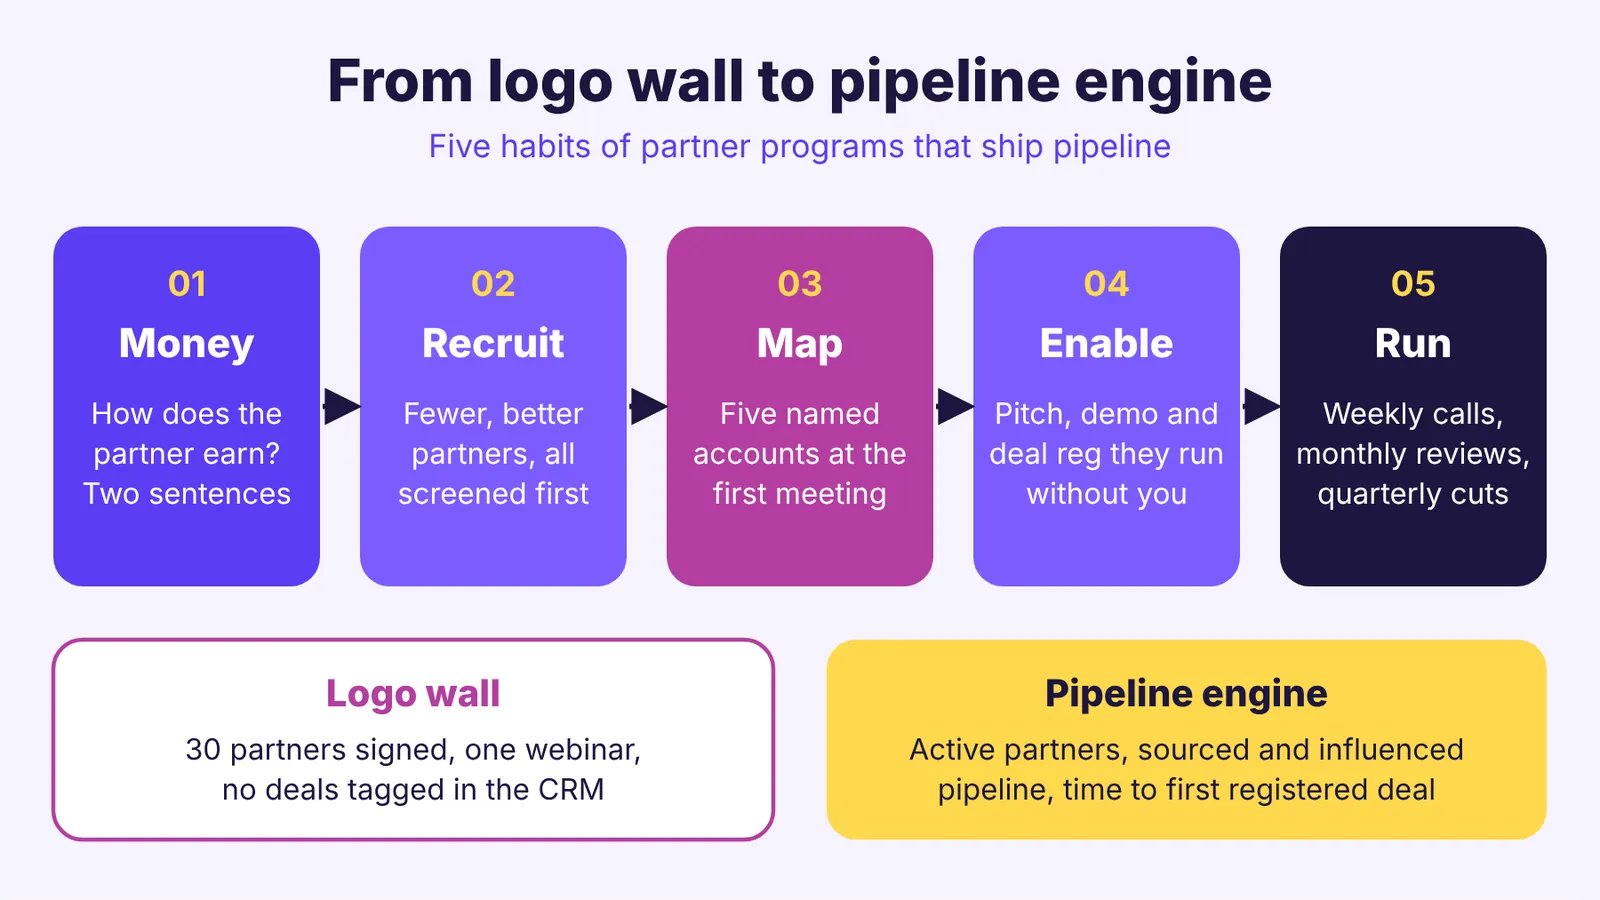 From logo wall to pipeline engine
Five habits of partner programs that ship pipeline
01
Money
How does the
partner earn?
Two sentences
02
Recruit
Fewer, better
partners, all
screened first
03
Map
Five named
accounts at the
first meeting
04
Enable
Pitch, demo and
deal reg they run
without you
05
Run
Weekly calls,
monthly reviews,
quarterly cuts
Logo wall
30 partners signed, one webinar,
no deals tagged in the CRM
Pipeline engine
Active partners, sourced and influenced
pipeline, time to first registered deal